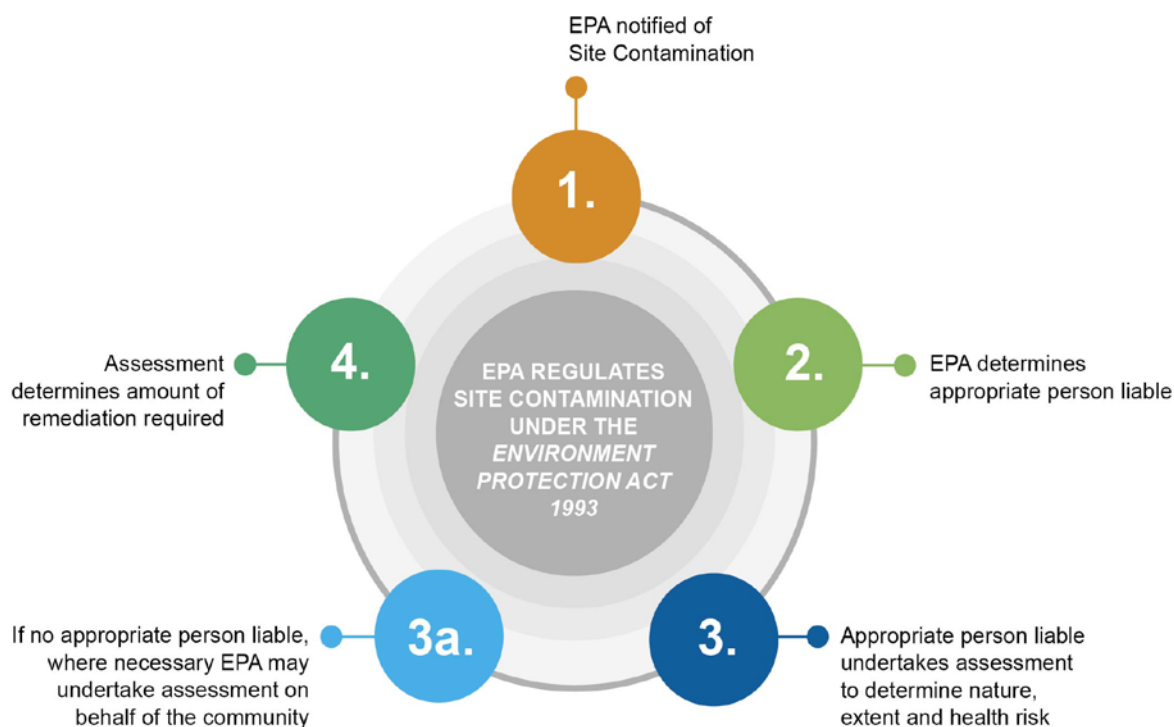 EPA notified of
Site Contamination
1.
2.
EPA determines
appropriate person liable
3.
Appropriate person liable
undertakes assessment
to determine nature,
extent and health risk
3a.
If no appropriate person liable,
where necessary EPA may
undertake assessment on
behalf of the community
4.
Assessment
determines amount of
remediation required
EPA REGULATES
SITE CONTAMINATION
UNDER THE
ENVIRONMENT
PROTECTION ACT
1993